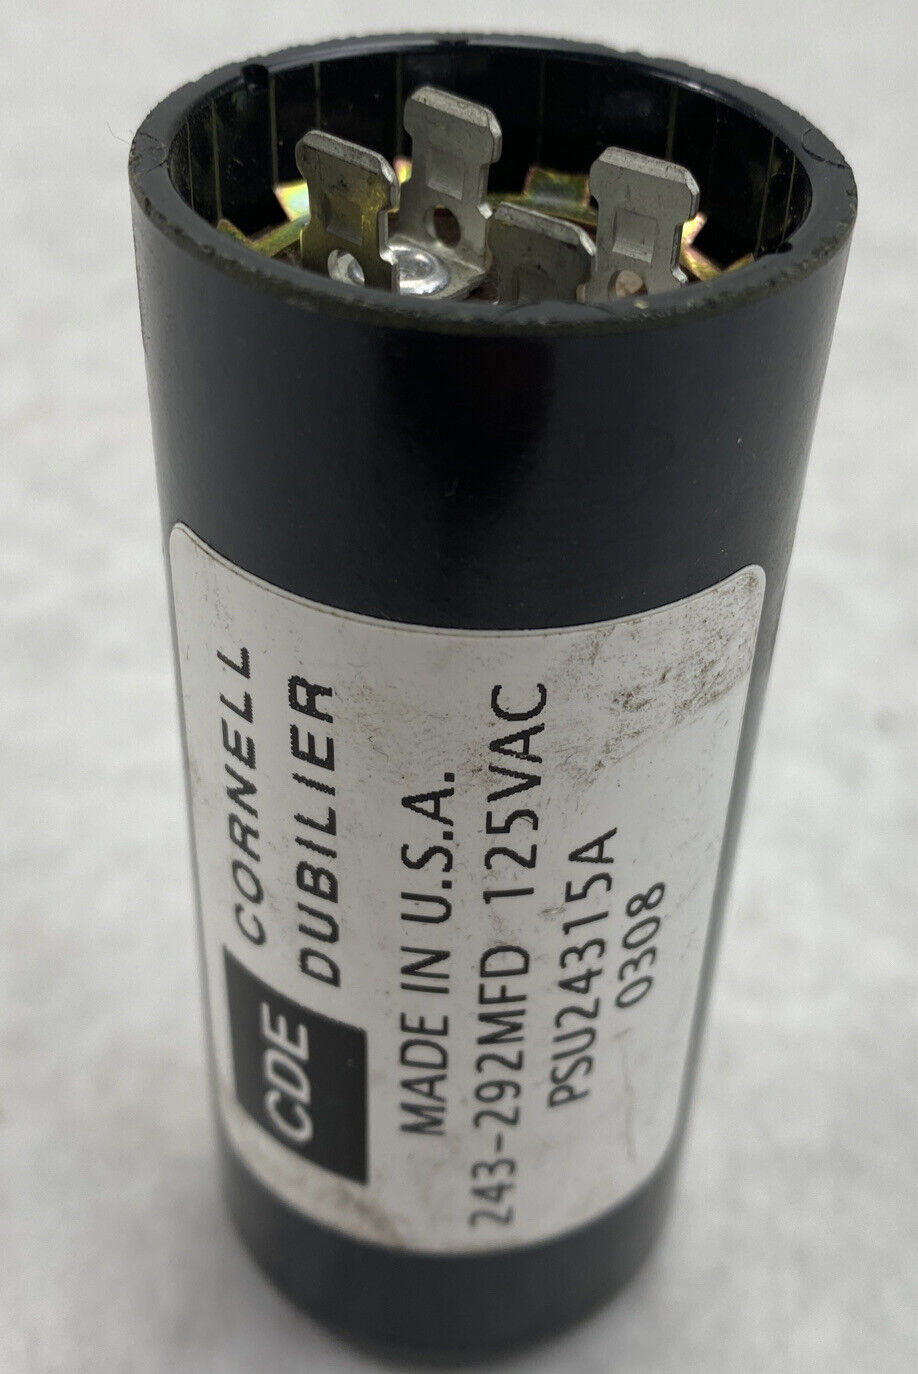 CDE
CORNELL
DUBILIER
MADE IN U.S.A.
243-292MFD 125VAC
PSU24315A
0308